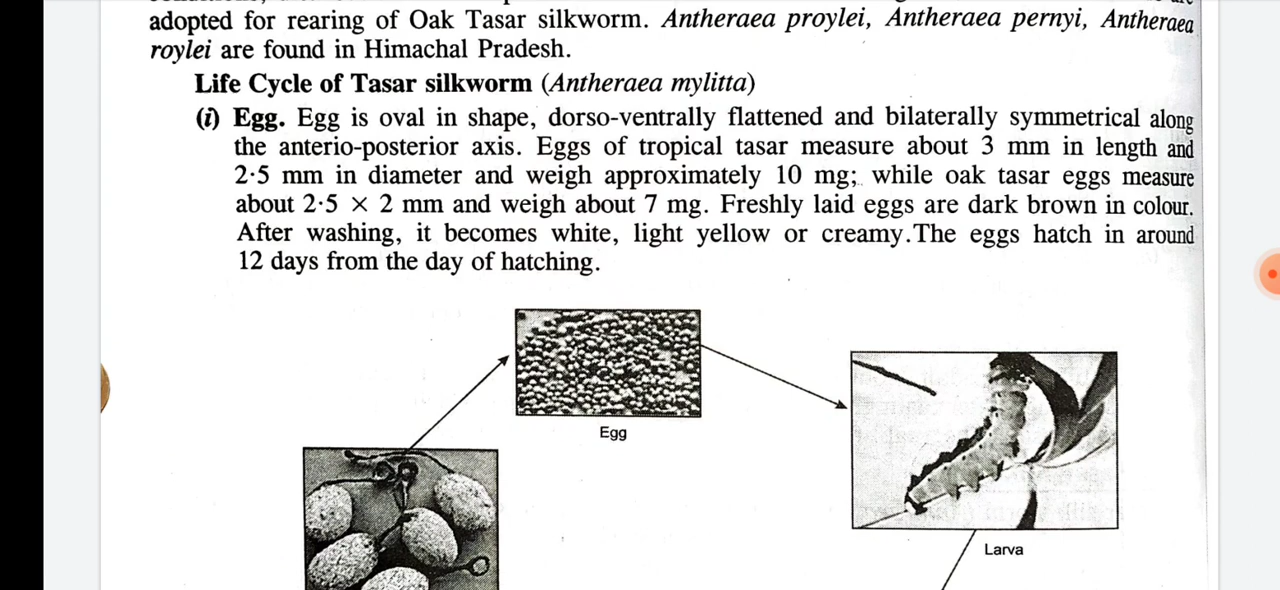 adopted for rearing of Oak Tasar silkworm. Antheraea proylei, Antheraea pernyi, Antheraea
roylei are found in Himachal Pradesh.
Life Cycle of Tasar silkworm (Antheraea mylitta)
(i) Egg. Egg is oval in shape, dorso-ventrally flattened and bilaterally symmetrical along
the anterio-posterior axis. Eggs of tropical tasar measure about 3 mm in length and
2·5 mm in diameter and weigh approximately 10 mg; while oak tasar eggs measure
about 2·5 × 2 mm and weigh about 7 mg. Freshly laid eggs are dark brown in colour.
After washing, it becomes white, light yellow or creamy.The eggs hatch in around
12 days from the day of hatching.
Egg
Larva